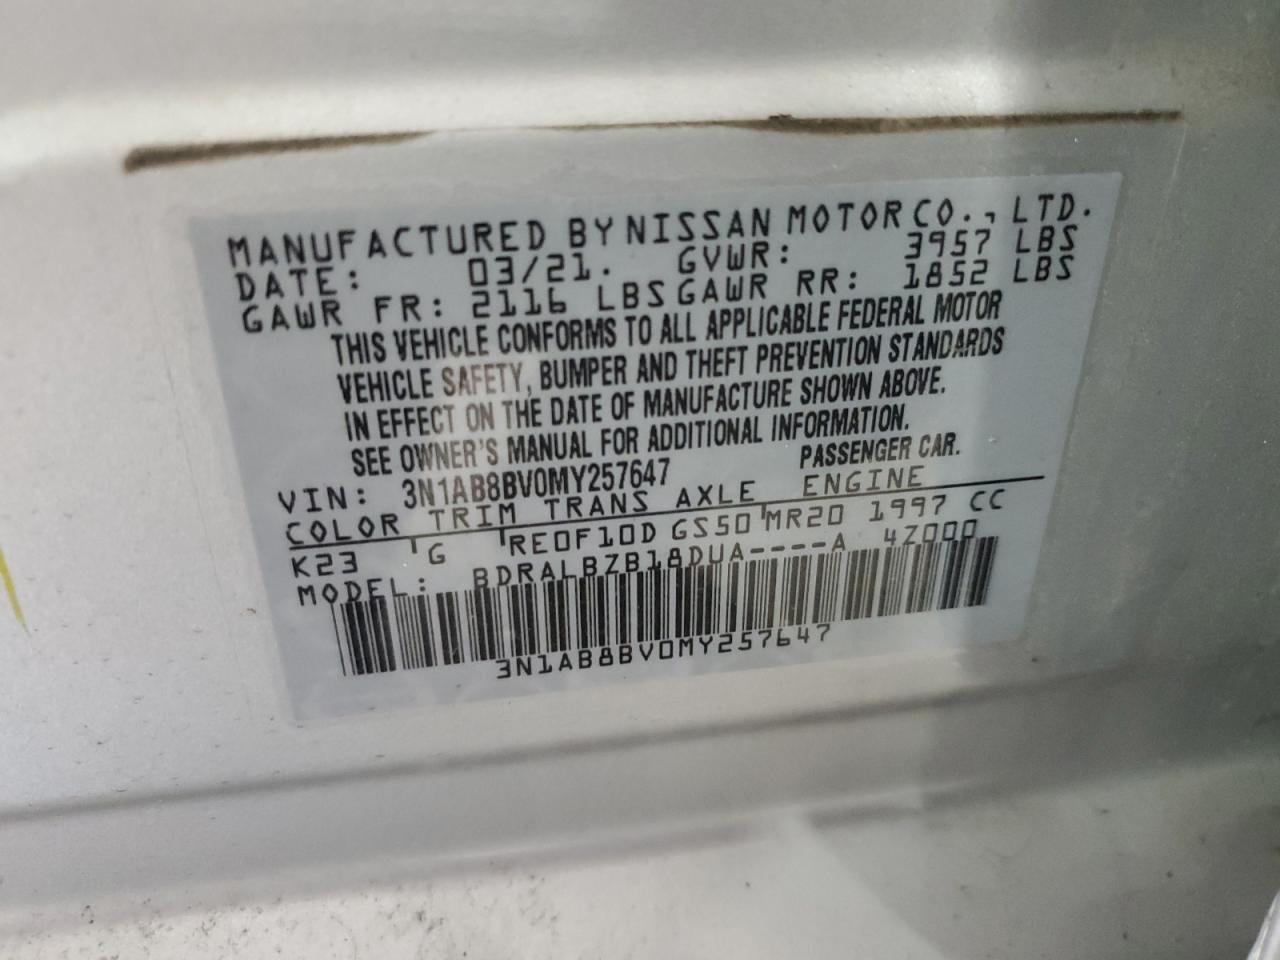 MANUFACTURED BY NISSAN MOTOR CO., LTD.
DATE: 03/21. GVWR: 3957 LBS
GAWR FR: 2116 LBS GAWR RR: 1852 LBS
THIS VEHICLE CONFORMS TO ALL APPLICABLE FEDERAL MOTOR
VEHICLE SAFETY, BUMPER AND THEFT PREVENTION STANDARDS
IN EFFECT ON THE DATE OF MANUFACTURE SHOWN ABOVE.
SEE OWNER'S MANUAL FOR ADDITIONAL INFORMATION.
VIN: 3N1AB8BV0MY257647 PASSENGER CAR.
COLOR TRIM TRANS AXLE ENGINE
K23 G RE0F10D GS50 MR20 1997 CC
MODEL: BDRALBZB18DUA----A 4Z000
3N1AB8BV0MY257647